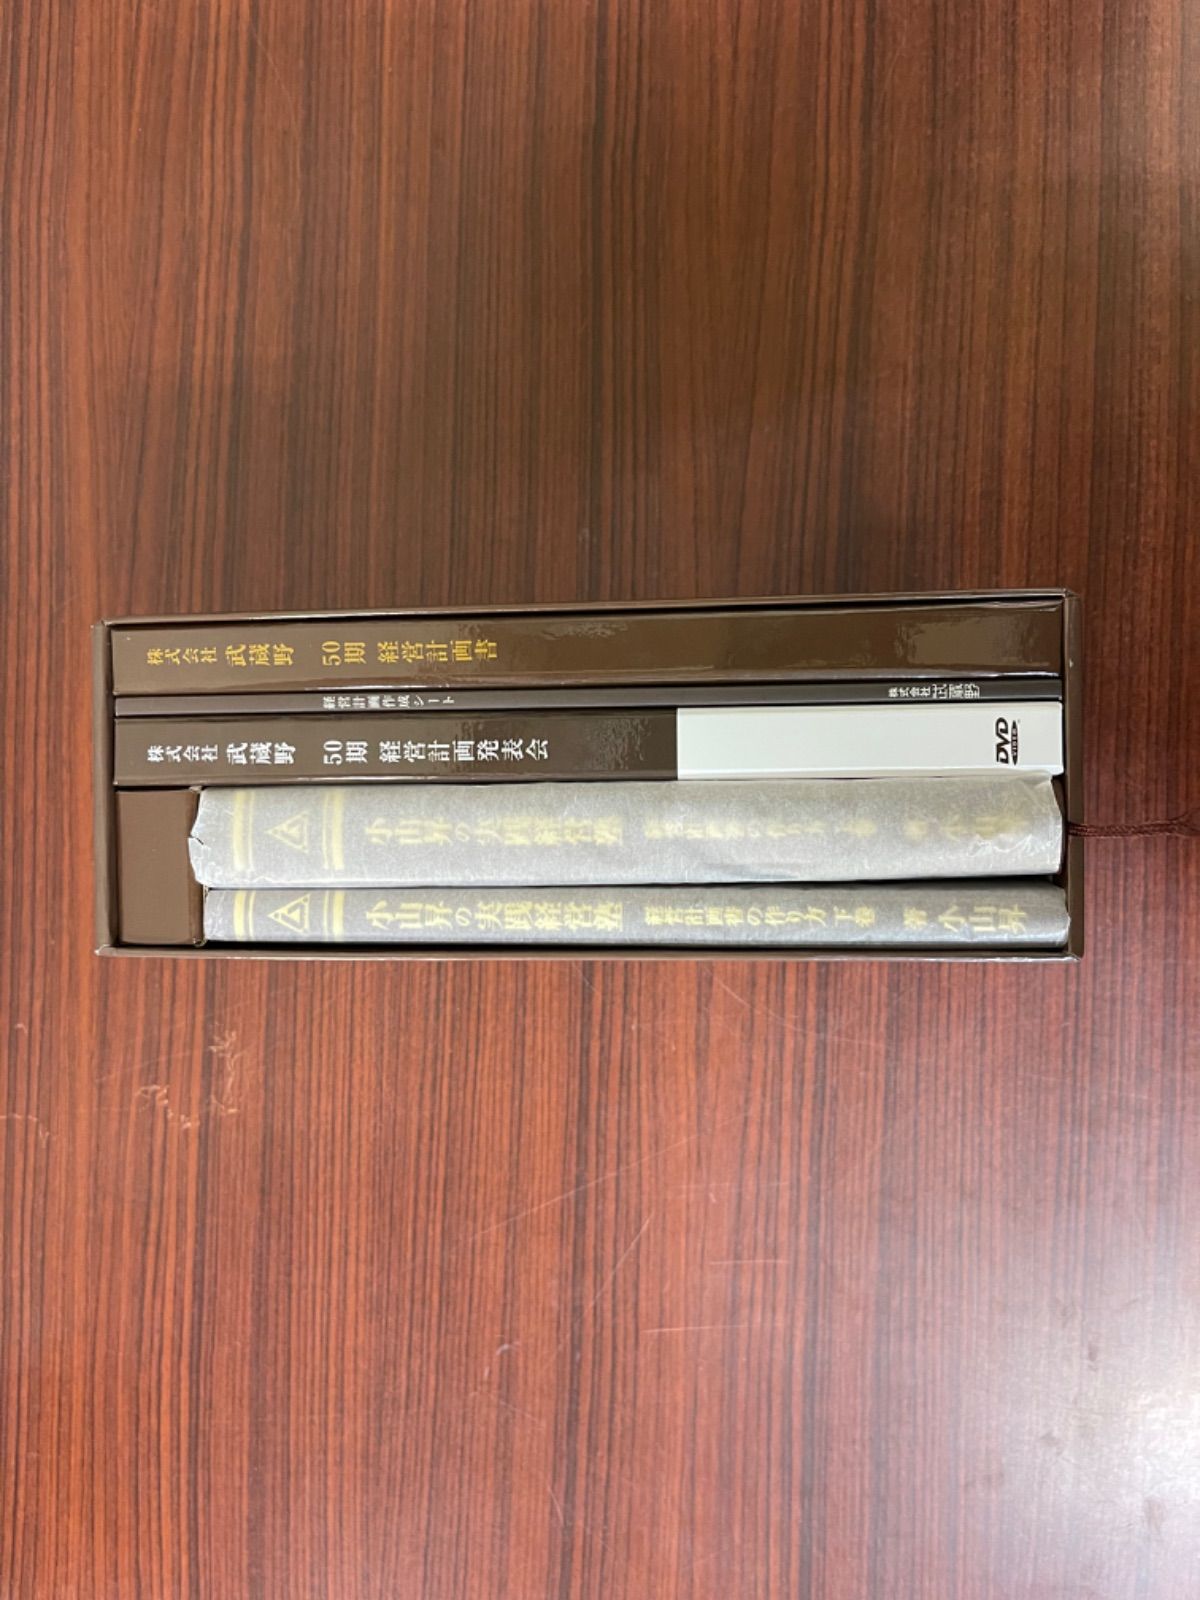 株式会社 武蔵野 50期 経営計画書
経営計画作成シート 株式会社武蔵野
株式会社 武蔵野 50期 経営計画発表会 DVD VIDEO
小山昇の実践経営塾
小山昇の実践経営塾 経営計画書の作り方 下巻 著 小山昇